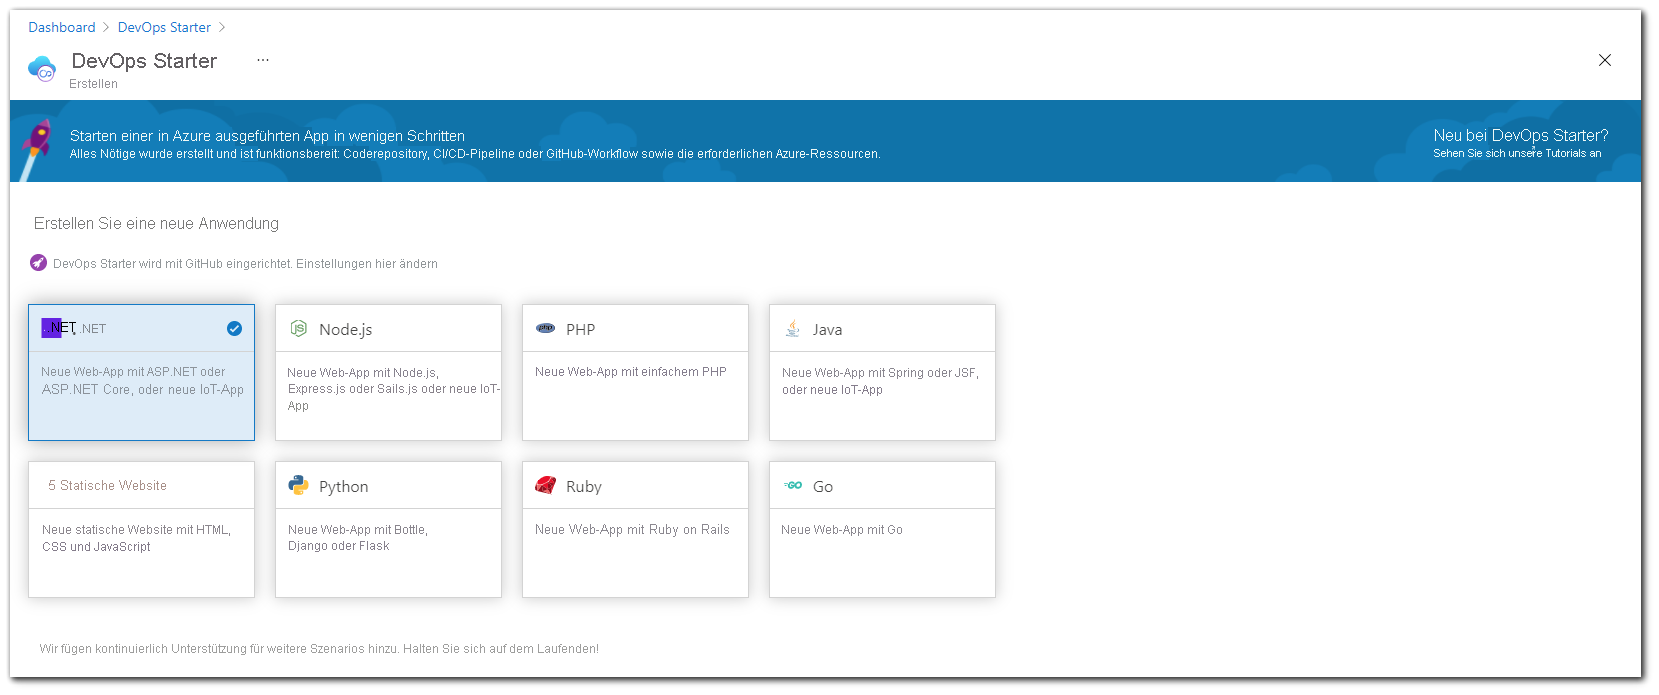 Dashboard > DevOps Starter >
DevOps Starter ...
Erstellen
Starten einer in Azure ausgeführten App in wenigen Schritten
Alles Nötige wurde erstellt und ist funktionsbereit: Coderepository, CI/CD-Pipeline oder GitHub-Workflow sowie die erforderlichen Azure-Ressourcen.
Neu bei DevOps Starter?
Sehen Sie sich unsere Tutorials an
Erstellen Sie eine neue Anwendung
DevOps Starter wird mit GitHub eingerichtet. Einstellungen hier ändern
.NET .NET
Neue Web-App mit ASP.NET oder
ASP.NET Core, oder neue IoT-App
JS Node.js
Neue Web-App mit Node.js,
Express.js oder Sails.js oder neue IoT-
App
php PHP
Neue Web-App mit einfachem PHP
Java
Neue Web-App mit Spring oder JSF,
oder neue IoT-App
5 Statische Website
Neue statische Website mit HTML,
CSS und JavaScript
Python
Neue Web-App mit Bottle,
Django oder Flask
Ruby
Neue Web-App mit Ruby on Rails
GO Go
Neue Web-App mit Go
Wir fügen kontinuierlich Unterstützung für weitere Szenarios hinzu. Halten Sie sich auf dem Laufenden!